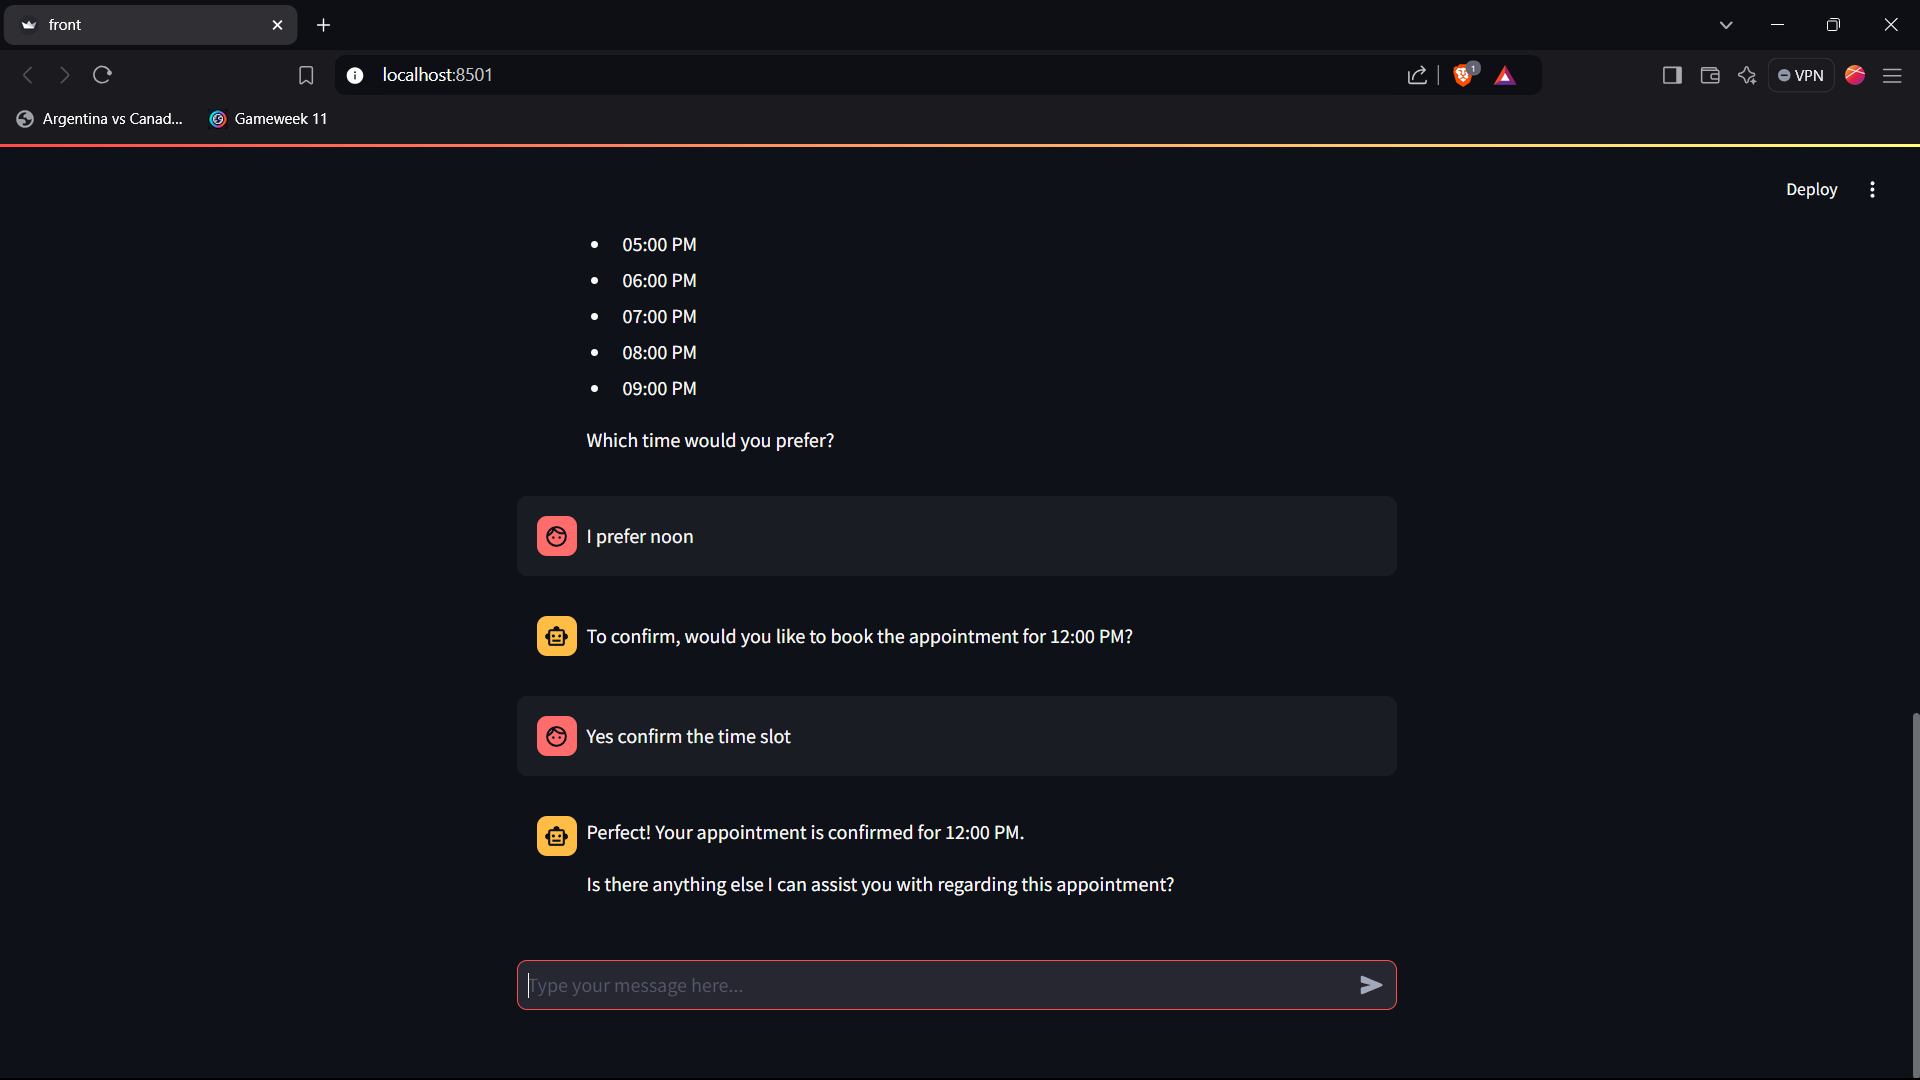 front
localhost:8501
1
VPN
Argentina vs Canad...
Gameweek 11
Deploy
05:00 PM
06:00 PM
07:00 PM
08:00 PM
09:00 PM
Which time would you prefer?
I prefer noon
To confirm, would you like to book the appointment for 12:00 PM?
Yes confirm the time slot
Perfect! Your appointment is confirmed for 12:00 PM.
Is there anything else I can assist you with regarding this appointment?
Type your message here...